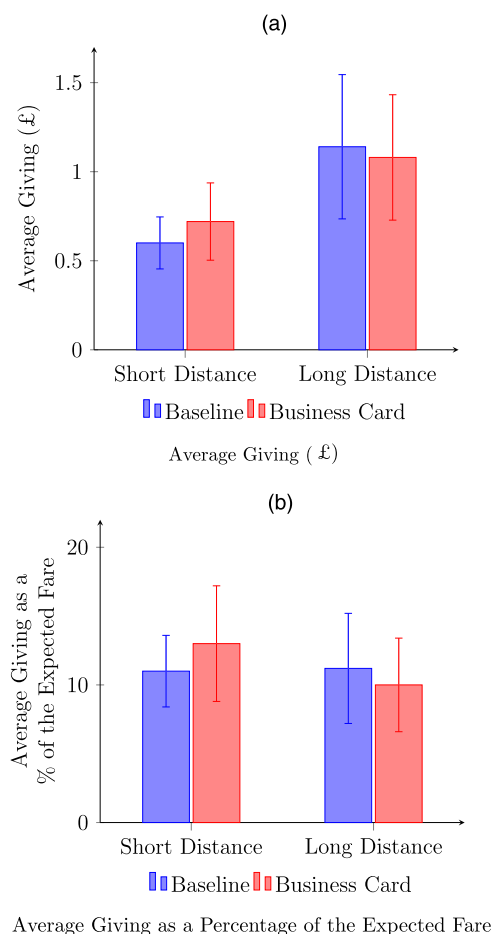 (a)
Average Giving (£)
1.5
1
0.5
0
Short Distance Long Distance
Baseline Business Card
Average Giving ( £)
(b)
Average Giving as a
% of the Expected Fare
20
10
0
Short Distance Long Distance
Baseline Business Card
Average Giving as a Percentage of the Expected Fare